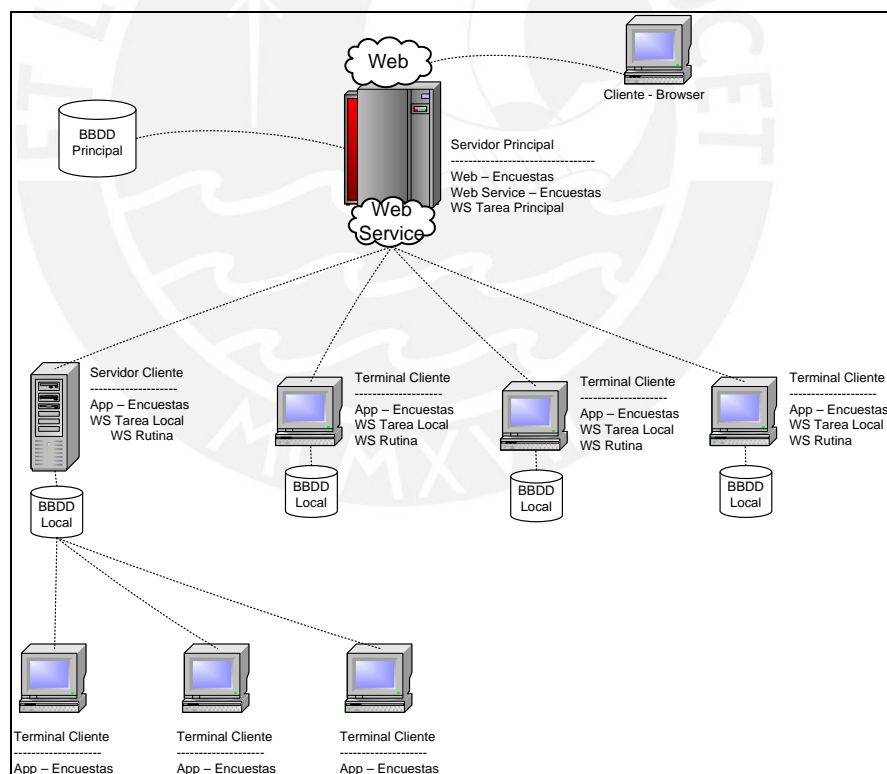 Web
Cliente - Browser
BBDD
Principal
Servidor Principal
------------------------------
Web – Encuestas
Web Service – Encuestas
WS Tarea Principal
Web
Service
Servidor Cliente
------------------
App – Encuestas
WS Tarea Local
WS Rutina
Terminal Cliente
------------------
App – Encuestas
WS Tarea Local
WS Rutina
Terminal Cliente
--------------------
App – Encuestas
WS Tarea Local
WS Rutina
Terminal Cliente
------------------
App – Encuestas
WS Tarea Local
WS Rutina
BBDD
Local
BBDD
Local
BBDD
Local
BBDD
Local
Terminal Cliente
--------------------
App – Encuestas
Terminal Cliente
--------------------
App – Encuestas
Terminal Cliente
--------------------
App – Encuestas